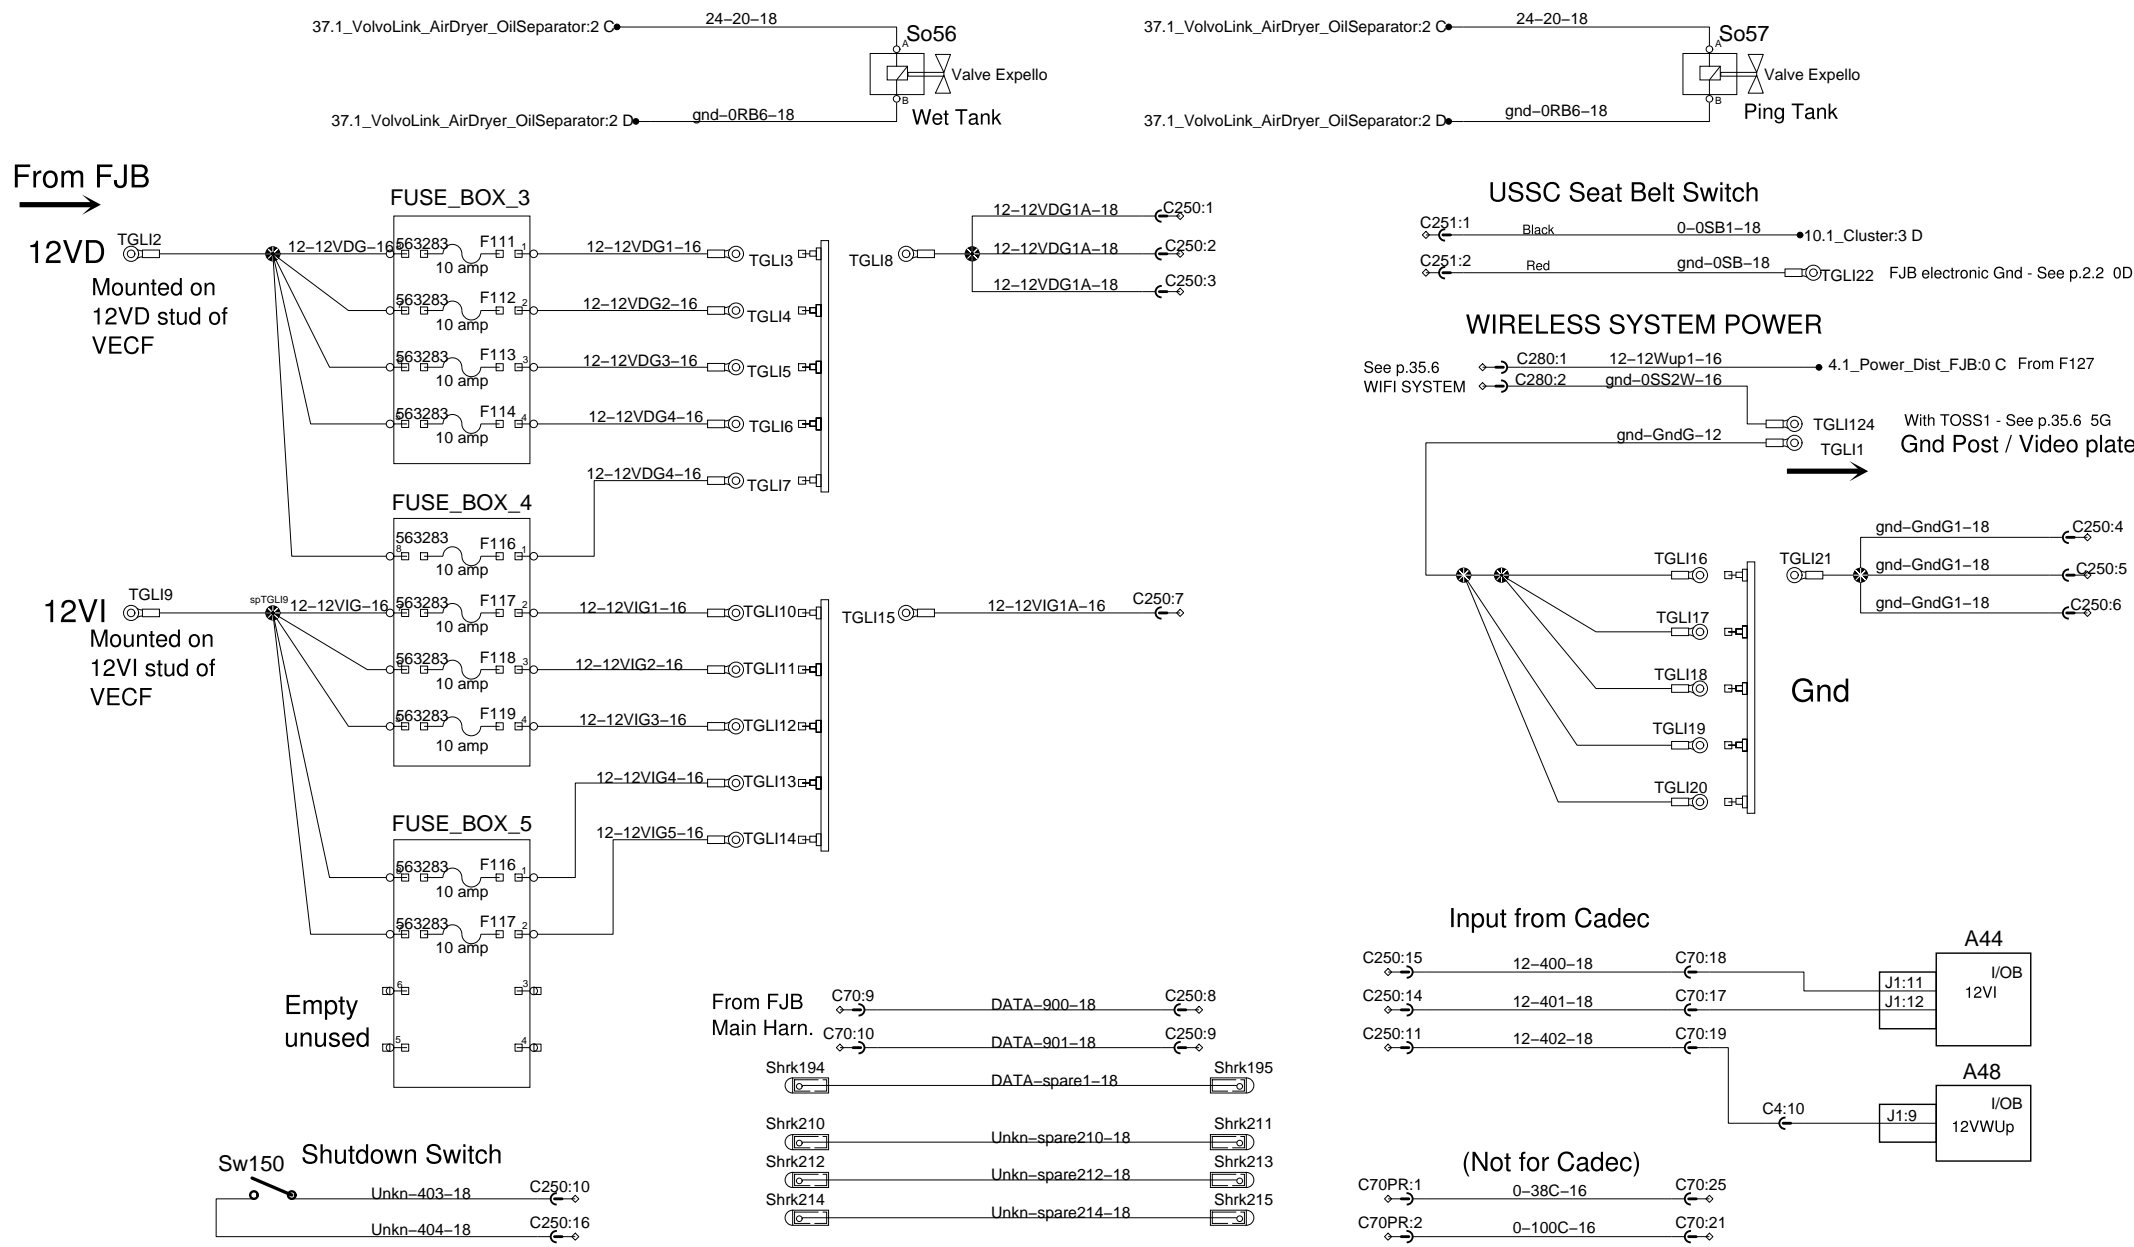 37.1_VolvoLink_AirDryer_OilSeparator:2 C
24–20–18
So56
A
Valve Expello
B
37.1_VolvoLink_AirDryer_OilSeparator:2 D
gnd–0RB6–18
Wet Tank
37.1_VolvoLink_AirDryer_OilSeparator:2 C
24–20–18
So57
A
Valve Expello
B
37.1_VolvoLink_AirDryer_OilSeparator:2 D
gnd–0RB6–18
Ping Tank
From FJB
12VD
TGLI2
Mounted on
12VD stud of
VECF
FUSE_BOX_3
12–12VDG–16
563283
F111
1
10 amp
12–12VDG1–16
TGLI3
563283
F112
2
10 amp
12–12VDG2–16
TGLI4
563283
F113
3
10 amp
12–12VDG3–16
TGLI5
563283
F114
4
10 amp
12–12VDG4–16
TGLI6
12–12VDG4–16
TGLI7
TGLI8
12–12VDG1A–18
C250:1
12–12VDG1A–18
C250:2
12–12VDG1A–18
C250:3
FUSE_BOX_4
563283
8
F116
1
10 amp
12VI
TGLI9
Mounted on
12VI stud of
VECF
spTGLI9
12–12VIG–16
563283
F117
2
10 amp
12–12VIG1–16
TGLI10
563283
F118
3
10 amp
12–12VIG2–16
TGLI11
563283
F119
4
10 amp
12–12VIG3–16
TGLI12
12–12VIG4–16
TGLI13
12–12VIG5–16
TGLI14
TGLI15
12–12VIG1A–16
C250:7
FUSE_BOX_5
563283
F116
1
10 amp
563283
F117
2
10 amp
6
3
5
4
Empty
unused
USSC Seat Belt Switch
C251:1
Black
0-0SB1–18
10.1_Cluster:3 D
C251:2
Red
gnd–0SB–18
TGLI22
FJB electronic Gnd - See p.2.2 0D
WIRELESS SYSTEM POWER
See p.35.6
WIFI SYSTEM
C280:1
12–12Wup1–16
4.1_Power_Dist_FJB:0 C
From F127
C280:2
gnd–0SS2W–16
TGLI124
With TOSS1 - See p.35.6 5G
gnd–GndG–12
TGLI1
Gnd Post / Video plate
TGLI16
TGLI17
TGLI18
TGLI19
TGLI20
Gnd
TGLI21
gnd–GndG1–18
C250:4
gnd–GndG1–18
C250:5
gnd–GndG1–18
C250:6
From FJB
Main Harn.
C70:9
DATA–900–18
C250:8
C70:10
DATA–901–18
C250:9
Shrk194
DATA–spare1–18
Shrk195
Shrk210
Unkn–spare210–18
Shrk211
Shrk212
Unkn–spare212–18
Shrk213
Shrk214
Unkn–spare214–18
Shrk215
Input from Cadec
C250:15
12–400–18
C70:18
C250:14
12–401–18
C70:17
C250:11
12–402–18
C70:19
A44
I/OB
12VI
J1:11
J1:12
A48
I/OB
12VWUp
C4:10
J1:9
(Not for Cadec)
C70PR:1
0–38C–16
C70:25
C70PR:2
0–100C–16
C70:21
Shutdown Switch
Sw150
Unkn–403–18
C250:10
Unkn–404–18
C250:16